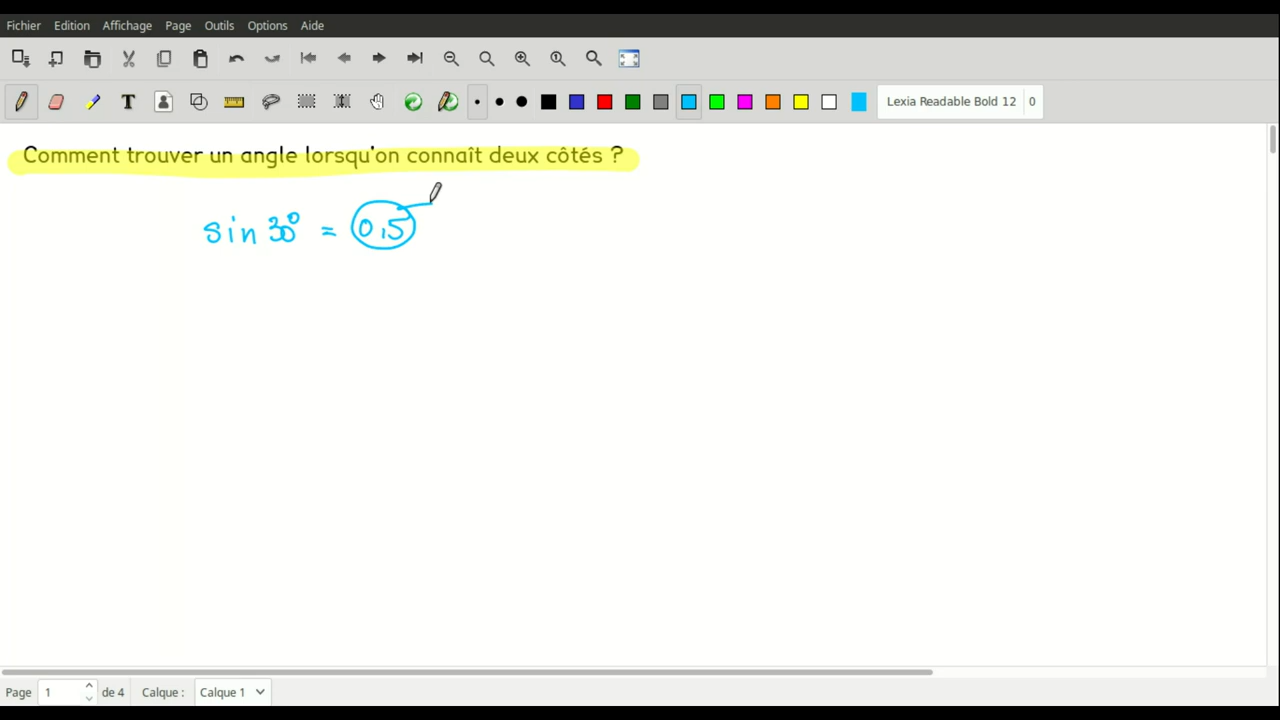 Fichier Edition Affichage Page Outils Options Aide
Lexia Readable Bold 12 0
Comment trouver un angle lorsqu'on connaît deux côtés ?
sin 30° = 0,5
Page 1 de 4 Calque : Calque 1